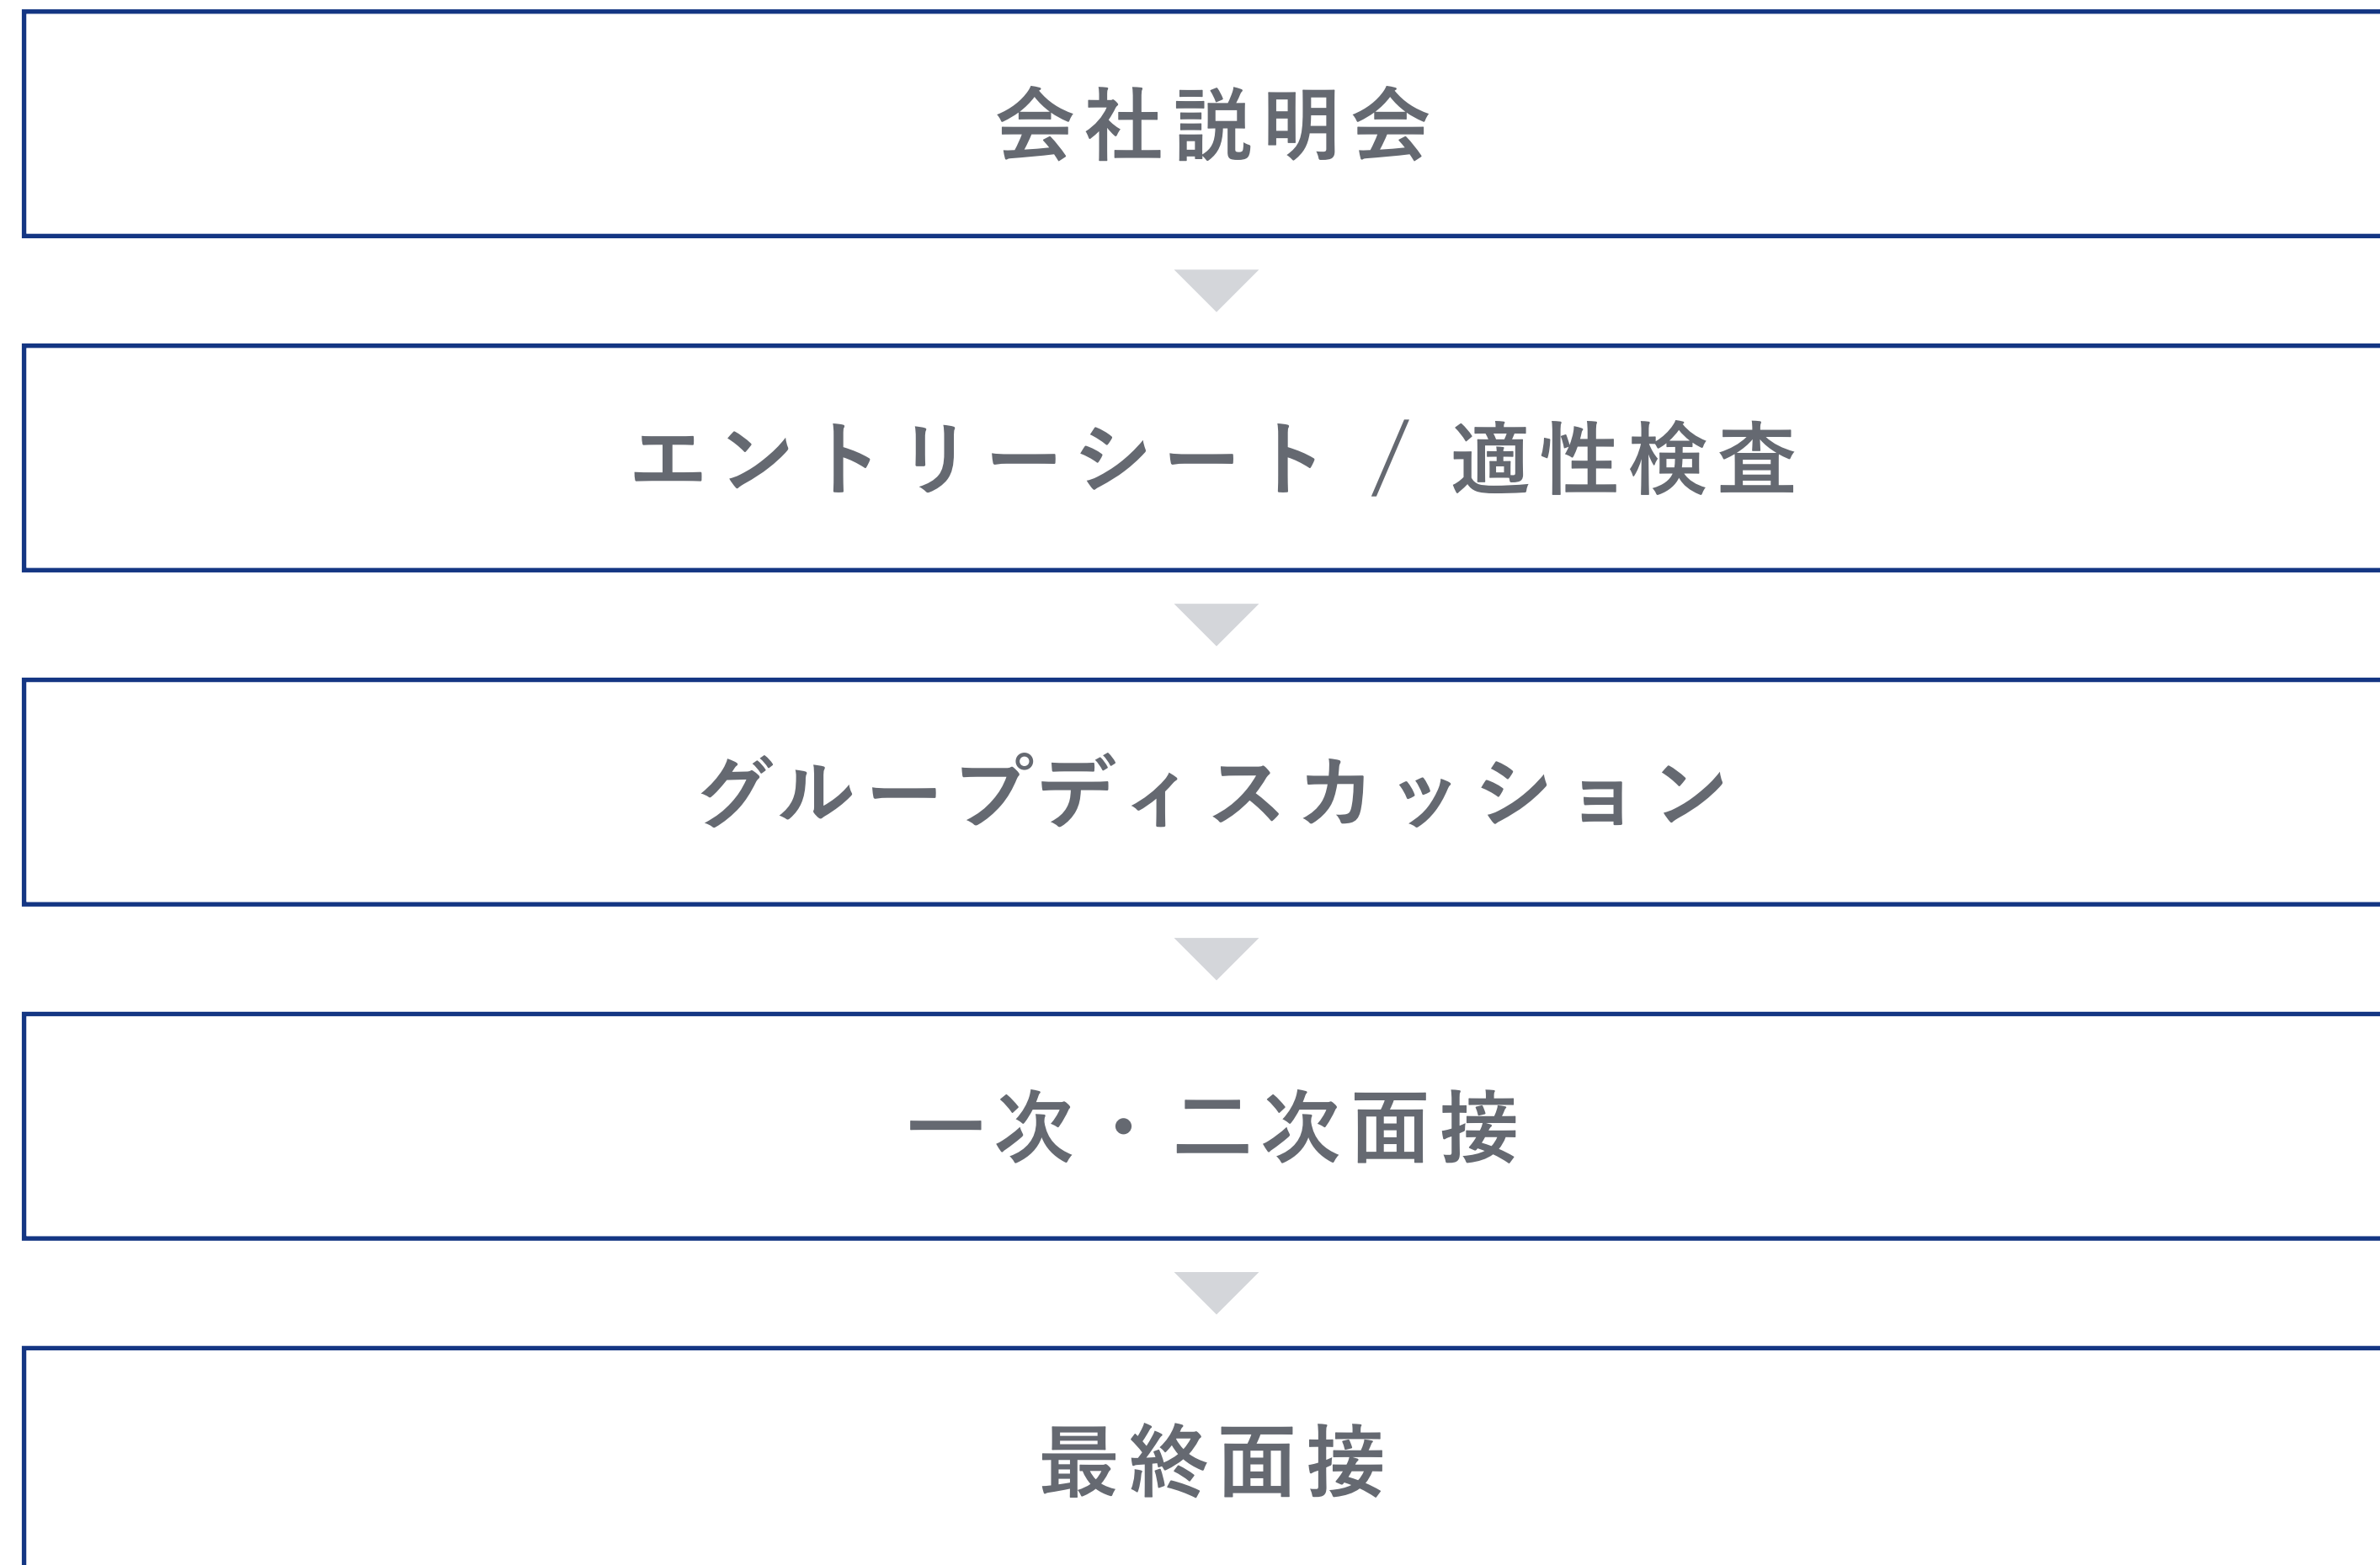 会社説明会
エントリーシート / 適性検査
グループディスカッション
一次・二次面接
最終面接